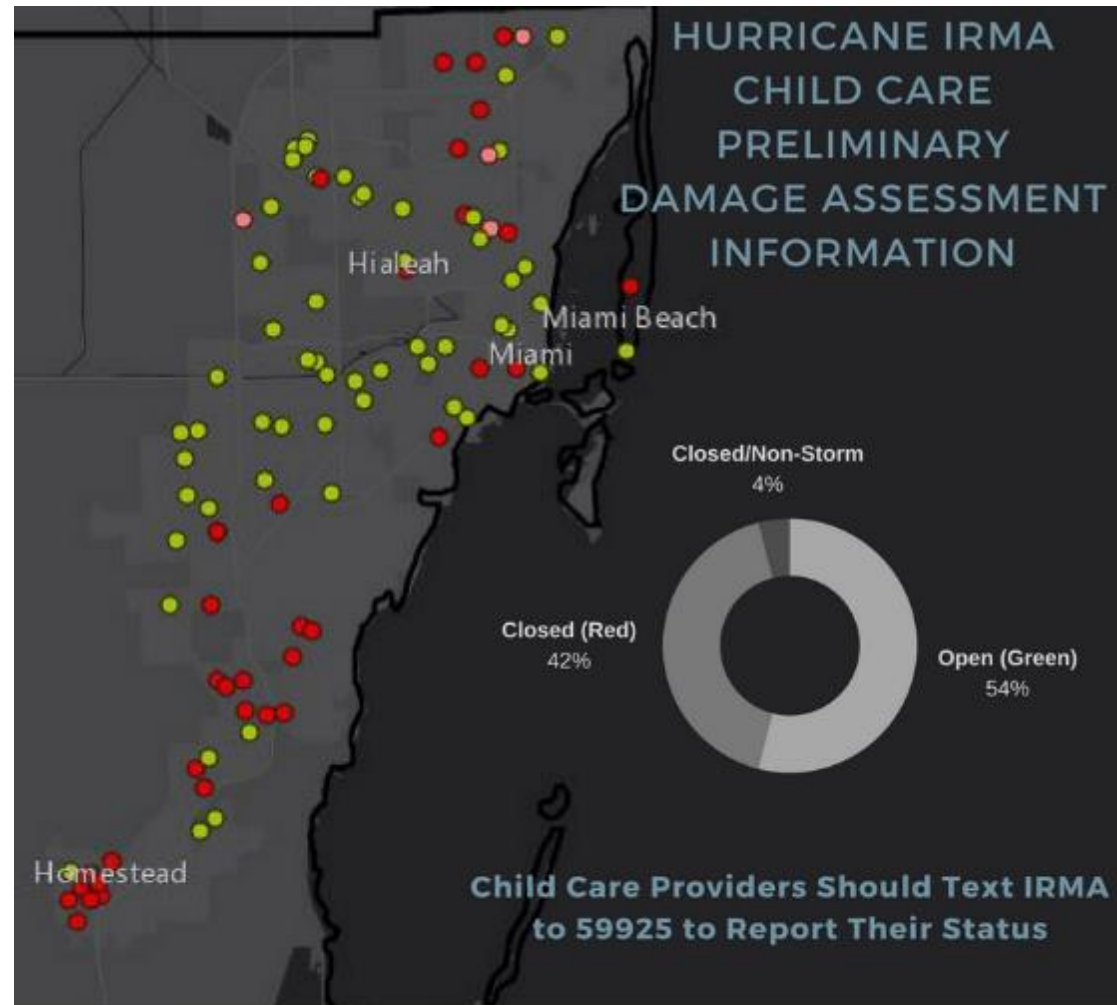 HURRICANE IRMA
CHILD CARE
PRELIMINARY
DAMAGE ASSESSMENT
INFORMATION
Hialeah
Miami Beach
Miami
Closed/Non-Storm
4%
Closed (Red)
42%
Open (Green)
54%
Homestead
Child Care Providers Should Text IRMA
to 59925 to Report Their Status